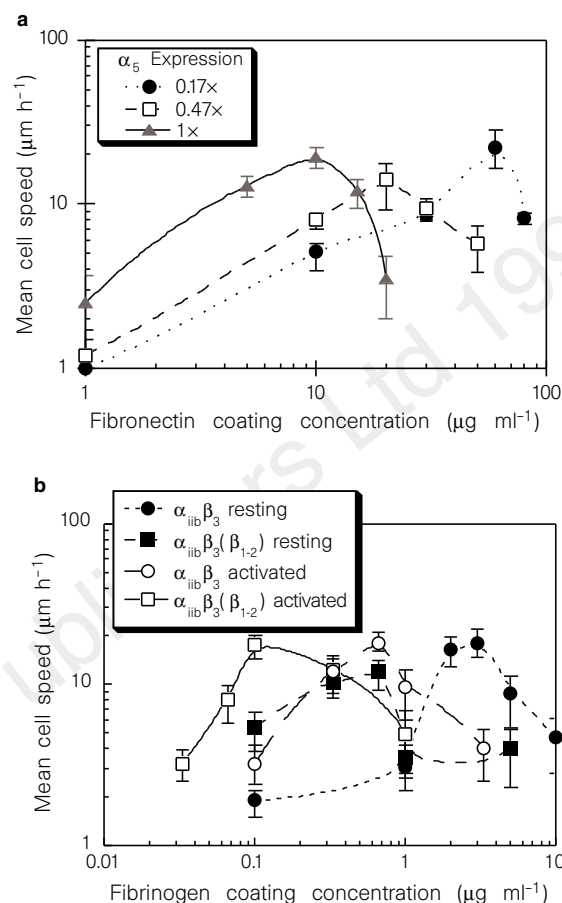 a
α5 Expression
0.17×
0.47×
1×
Mean cell speed (μm h–1)
100
10
1
1
10
100
Fibronectin coating concentration (μg ml–1)
b
αiibβ3 resting
αiibβ3(β1-2) resting
αiibβ3 activated
αiibβ3(β1-2) activated
Mean cell speed (μm h–1)
100
10
1
0.01
0.1
1
10
Fibrinogen coating concentration (μg ml–1)
Ltd